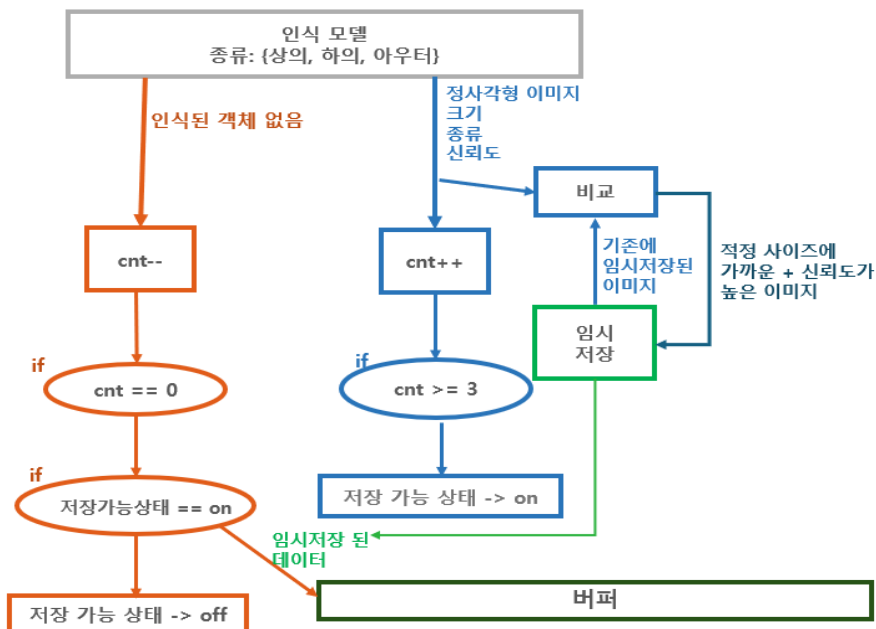 인식 모델
종류: {상의, 하의, 아우터}
인식된 객체 없음
정사각형 이미지
크기
종류
신뢰도
비교
cnt--
cnt++
기존에
임시저장된
이미지
적정 사이즈에
가까운 + 신뢰도가
높은 이미지
임시
저장
if
cnt == 0
if
cnt >= 3
if
저장가능상태 == on
저장 가능 상태 -> on
임시저장 된
데이터
저장 가능 상태 -> off
버퍼